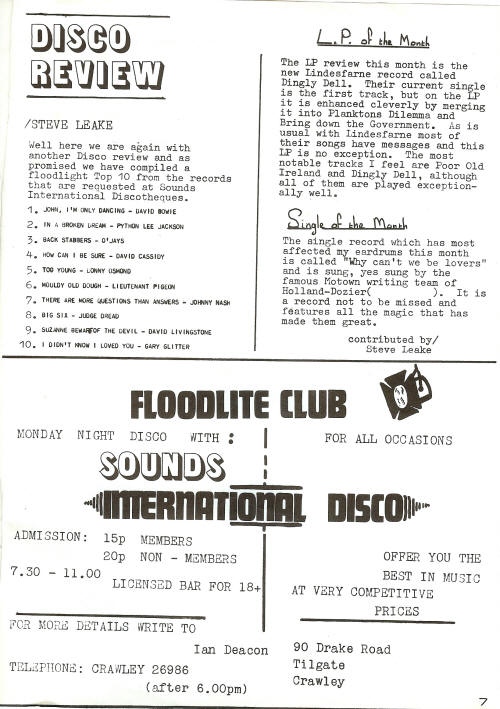 DISCO
REVIEW
/STEVE LEAKE
Well here we are again with
another Disco review and as
promised we have compiled a
floodlight Top 10 from the records
that are requested at Sounds
International Discotheques.
1. JOHN, I'M ONLY DANCING - DAVID BOWIE
2. IN A BROKEN DREAM - PYTHON LEE JACKSON
3. BACK STABBERS - O'JAYS
4. HOW CAN I BE SURE - DAVID CASSIDY
5. TOO YOUNG - LONNY OSMOND
6. MOULDY OLD DOUGH - LIEUTENANT PIGEON
7. THERE ARE MORE QUESTIONS THAN ANSWERS - JOHNNY NASH
8. BIG SIX - JUDGE DREAD
9. SUZANNE BEWARE OF THE DEVIL - DAVID LIVINGSTONE
10. I DIDN'T KNOW I LOVED YOU - GARY GLITTER
L.P. of the Month
The LP review this month is the
new Lindesfarne record called
Dingly Dell. Their current single
is the first track, but on the LP
it is enhanced cleverly by merging
it into Planktons Dilemma and
Bring down the Government. As is
usual with Lindesfarne most of
their songs have messages and this
LP is no exception. The most
notable tracks I feel are Poor Old
Ireland and Dingly Dell, although
all of them are played exception-
ally well.
Single of the Month
The single record which has most
affected my eardrums this month
is called "Why can't we be lovers"
and is sung, yes sung by the
famous Motown writing team of
Holland-Dozier( ). It is
a record not to be missed and
features all the magic that has
made them great.
contributed by/
Steve Leake
FLOODLITE CLUB
MONDAY NIGHT DISCO WITH :
FOR ALL OCCASIONS
SOUNDS
INTERNATIONAL DISCO
ADMISSION: 15p MEMBERS
20p NON - MEMBERS
7.30 - 11.00
LICENSED BAR FOR 18+
OFFER YOU THE
BEST IN MUSIC
AT VERY COMPETITIVE
PRICES
FOR MORE DETAILS WRITE TO
Ian Deacon
90 Drake Road
Tilgate
Crawley
TELEPHONE: CRAWLEY 26986
(after 6.00pm)
7